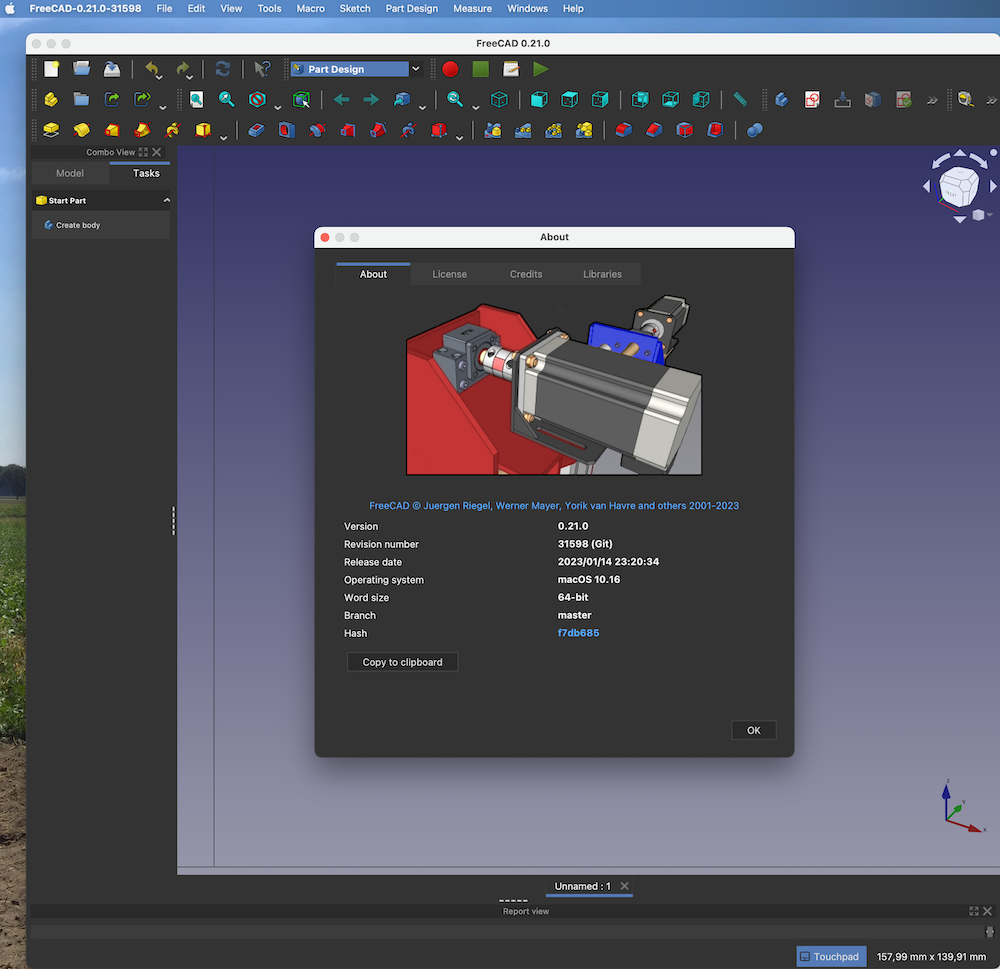 FreeCAD-0.21.0-31598 File Edit View Tools Macro Sketch Part Design Measure Windows Help
FreeCAD 0.21.0
Part Design
Combo View
Model Tasks
Start Part
Create body
About
About License Credits Libraries
FreeCAD © Juergen Riegel, Werner Mayer, Yorik van Havre and others 2001-2023
Version 0.21.0
Revision number 31598 (Git)
Release date 2023/01/14 23:20:34
Operating system macOS 10.16
Word size 64-bit
Branch master
Hash f7db685
Copy to clipboard
OK
Z
Y
X
Unnamed : 1
Report view
Touchpad 157,99 mm x 139,91 mm